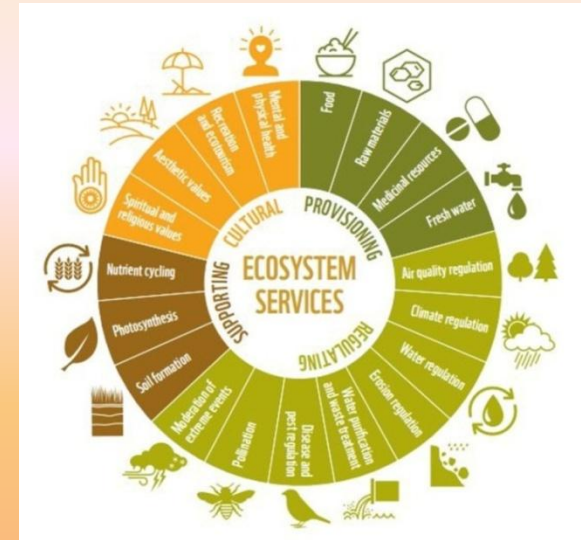 ECOSYSTEM
SERVICES
PROVISIONING
Food
Raw materials
Medicinal resources
Fresh water
REGULATING
Air quality regulation
Climate regulation
Water regulation
Erosion regulation
Water purification
and waste treatment
Disease and
pest regulation
Pollination
Moderation of
extreme events
SUPPORTING
Soil formation
Photosynthesis
Nutrient cycling
CULTURAL
Spiritual and
religious values
Aesthetic values
Recreation
and ecotourism
Mental and
physical health